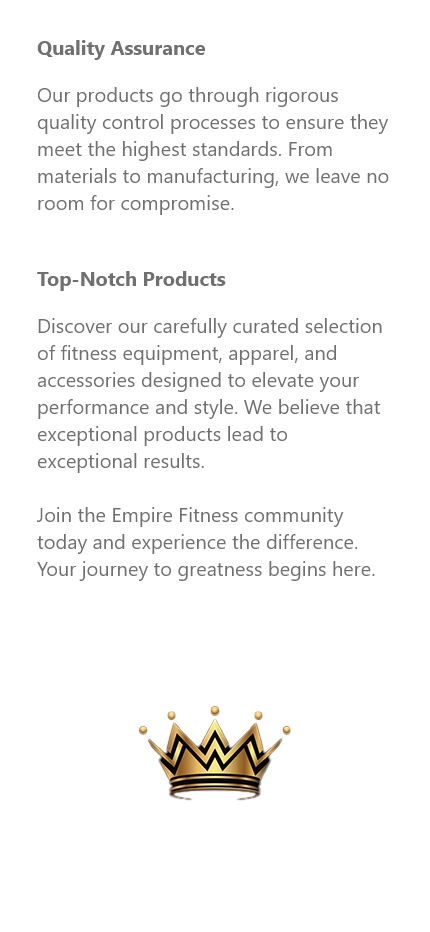 Quality Assurance
Our products go through rigorous
quality control processes to ensure they
meet the highest standards. From
materials to manufacturing, we leave no
room for compromise.
Top-Notch Products
Discover our carefully curated selection
of fitness equipment, apparel, and
accessories designed to elevate your
performance and style. We believe that
exceptional products lead to
exceptional results.
Join the Empire Fitness community
today and experience the difference.
Your journey to greatness begins here.